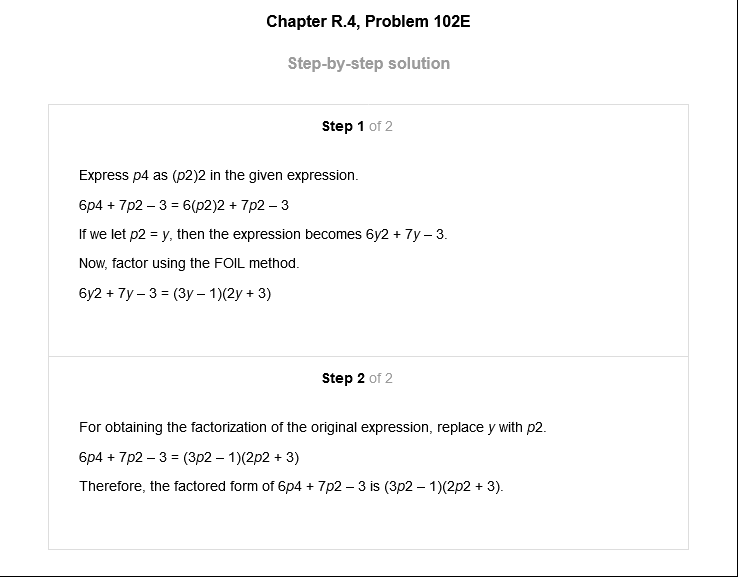 Chapter R.4, Problem 102E
Step-by-step solution
Step 1 of 2
Express p4 as (p2)2 in the given expression.
6p4 + 7p2 – 3 = 6(p2)2 + 7p2 – 3
If we let p2 = y, then the expression becomes 6y2 + 7y – 3.
Now, factor using the FOIL method.
6y2 + 7y – 3 = (3y – 1)(2y + 3)
Step 2 of 2
For obtaining the factorization of the original expression, replace y with p2.
6p4 + 7p2 – 3 = (3p2 – 1)(2p2 + 3)
Therefore, the factored form of 6p4 + 7p2 – 3 is (3p2 – 1)(2p2 + 3).